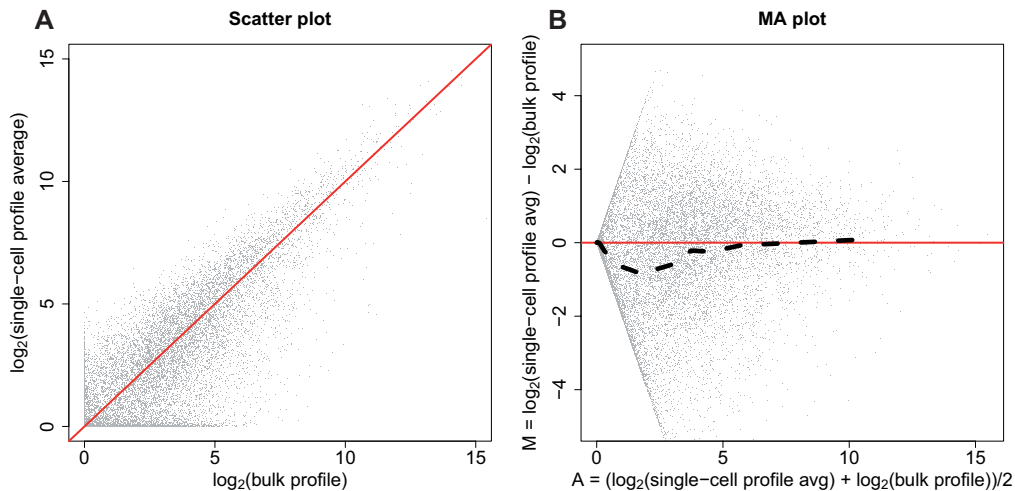 A
Scatter plot
log₂(single−cell profile average)
15
10
5
0
0
5
10
15
log₂(bulk profile)
B
MA plot
M = log₂(single−cell profile avg) − log₂(bulk profile)
4
2
0
−2
−4
0
5
10
15
A = (log₂(single−cell profile avg) + log₂(bulk profile))/2